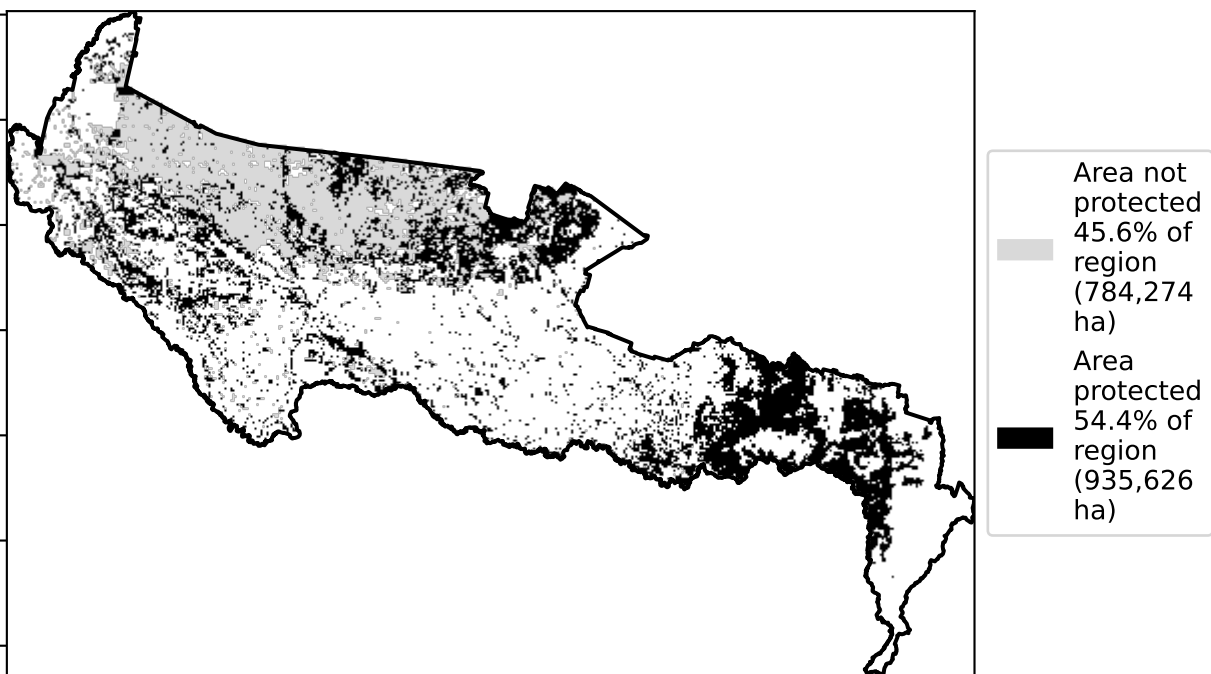 Area not
protected
45.6% of
region
(784,274
ha)
Area
protected
54.4% of
region
(935,626
ha)